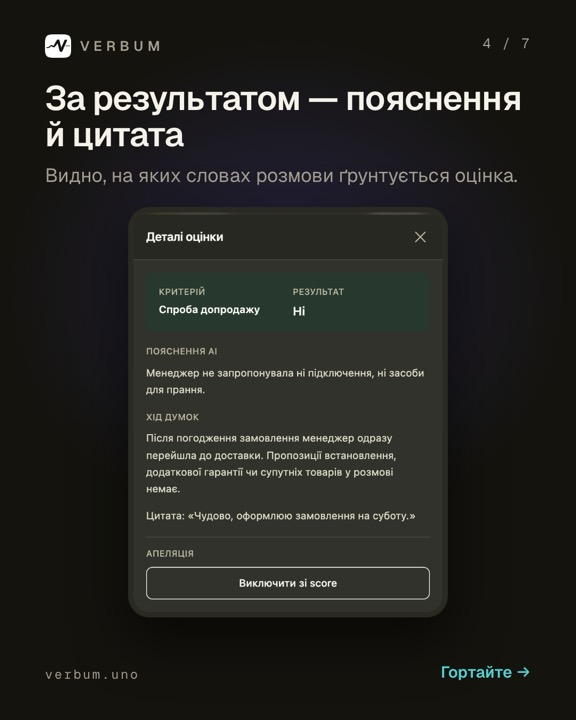 VERBUM
4 / 7
За результатом — пояснення
й цитата
Видно, на яких словах розмови ґрунтується оцінка.
Деталі оцінки
КРИТЕРІЙ
РЕЗУЛЬТАТ
Спроба допродажу
Ні
ПОЯСНЕННЯ AI
Менеджер не запропонувала ні підключення, ні засоби
для прання.
ХІД ДУМОК
Після погодження замовлення менеджер одразу
перейшла до доставки. Пропозиції встановлення,
додаткової гарантії чи супутніх товарів у розмові
немає.
Цитата: «Чудово, оформлюю замовлення на суботу.»
АПЕЛЯЦІЯ
Виключити зі score
verbum.uno
Гортайте →